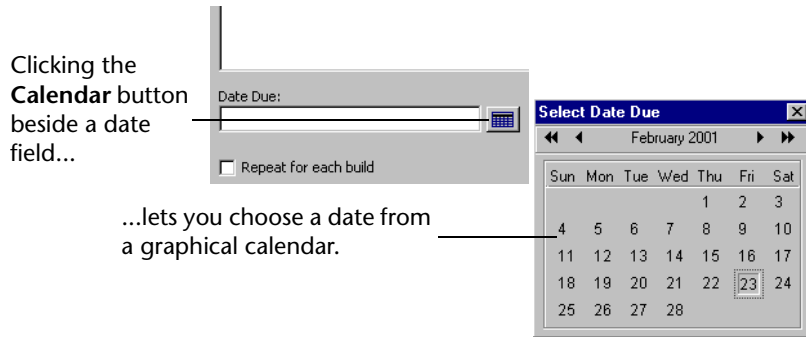 Clicking the
Calendar button
beside a date
field...
Date Due:
Repeat for each build
...lets you choose a date from
a graphical calendar.
Select Date Due
February 2001
Sun Mon Tue Wed Thu Fri Sat
1 2 3
4 5 6 7 8 9 10
11 12 13 14 15 16 17
18 19 20 21 22 23 24
25 26 27 28